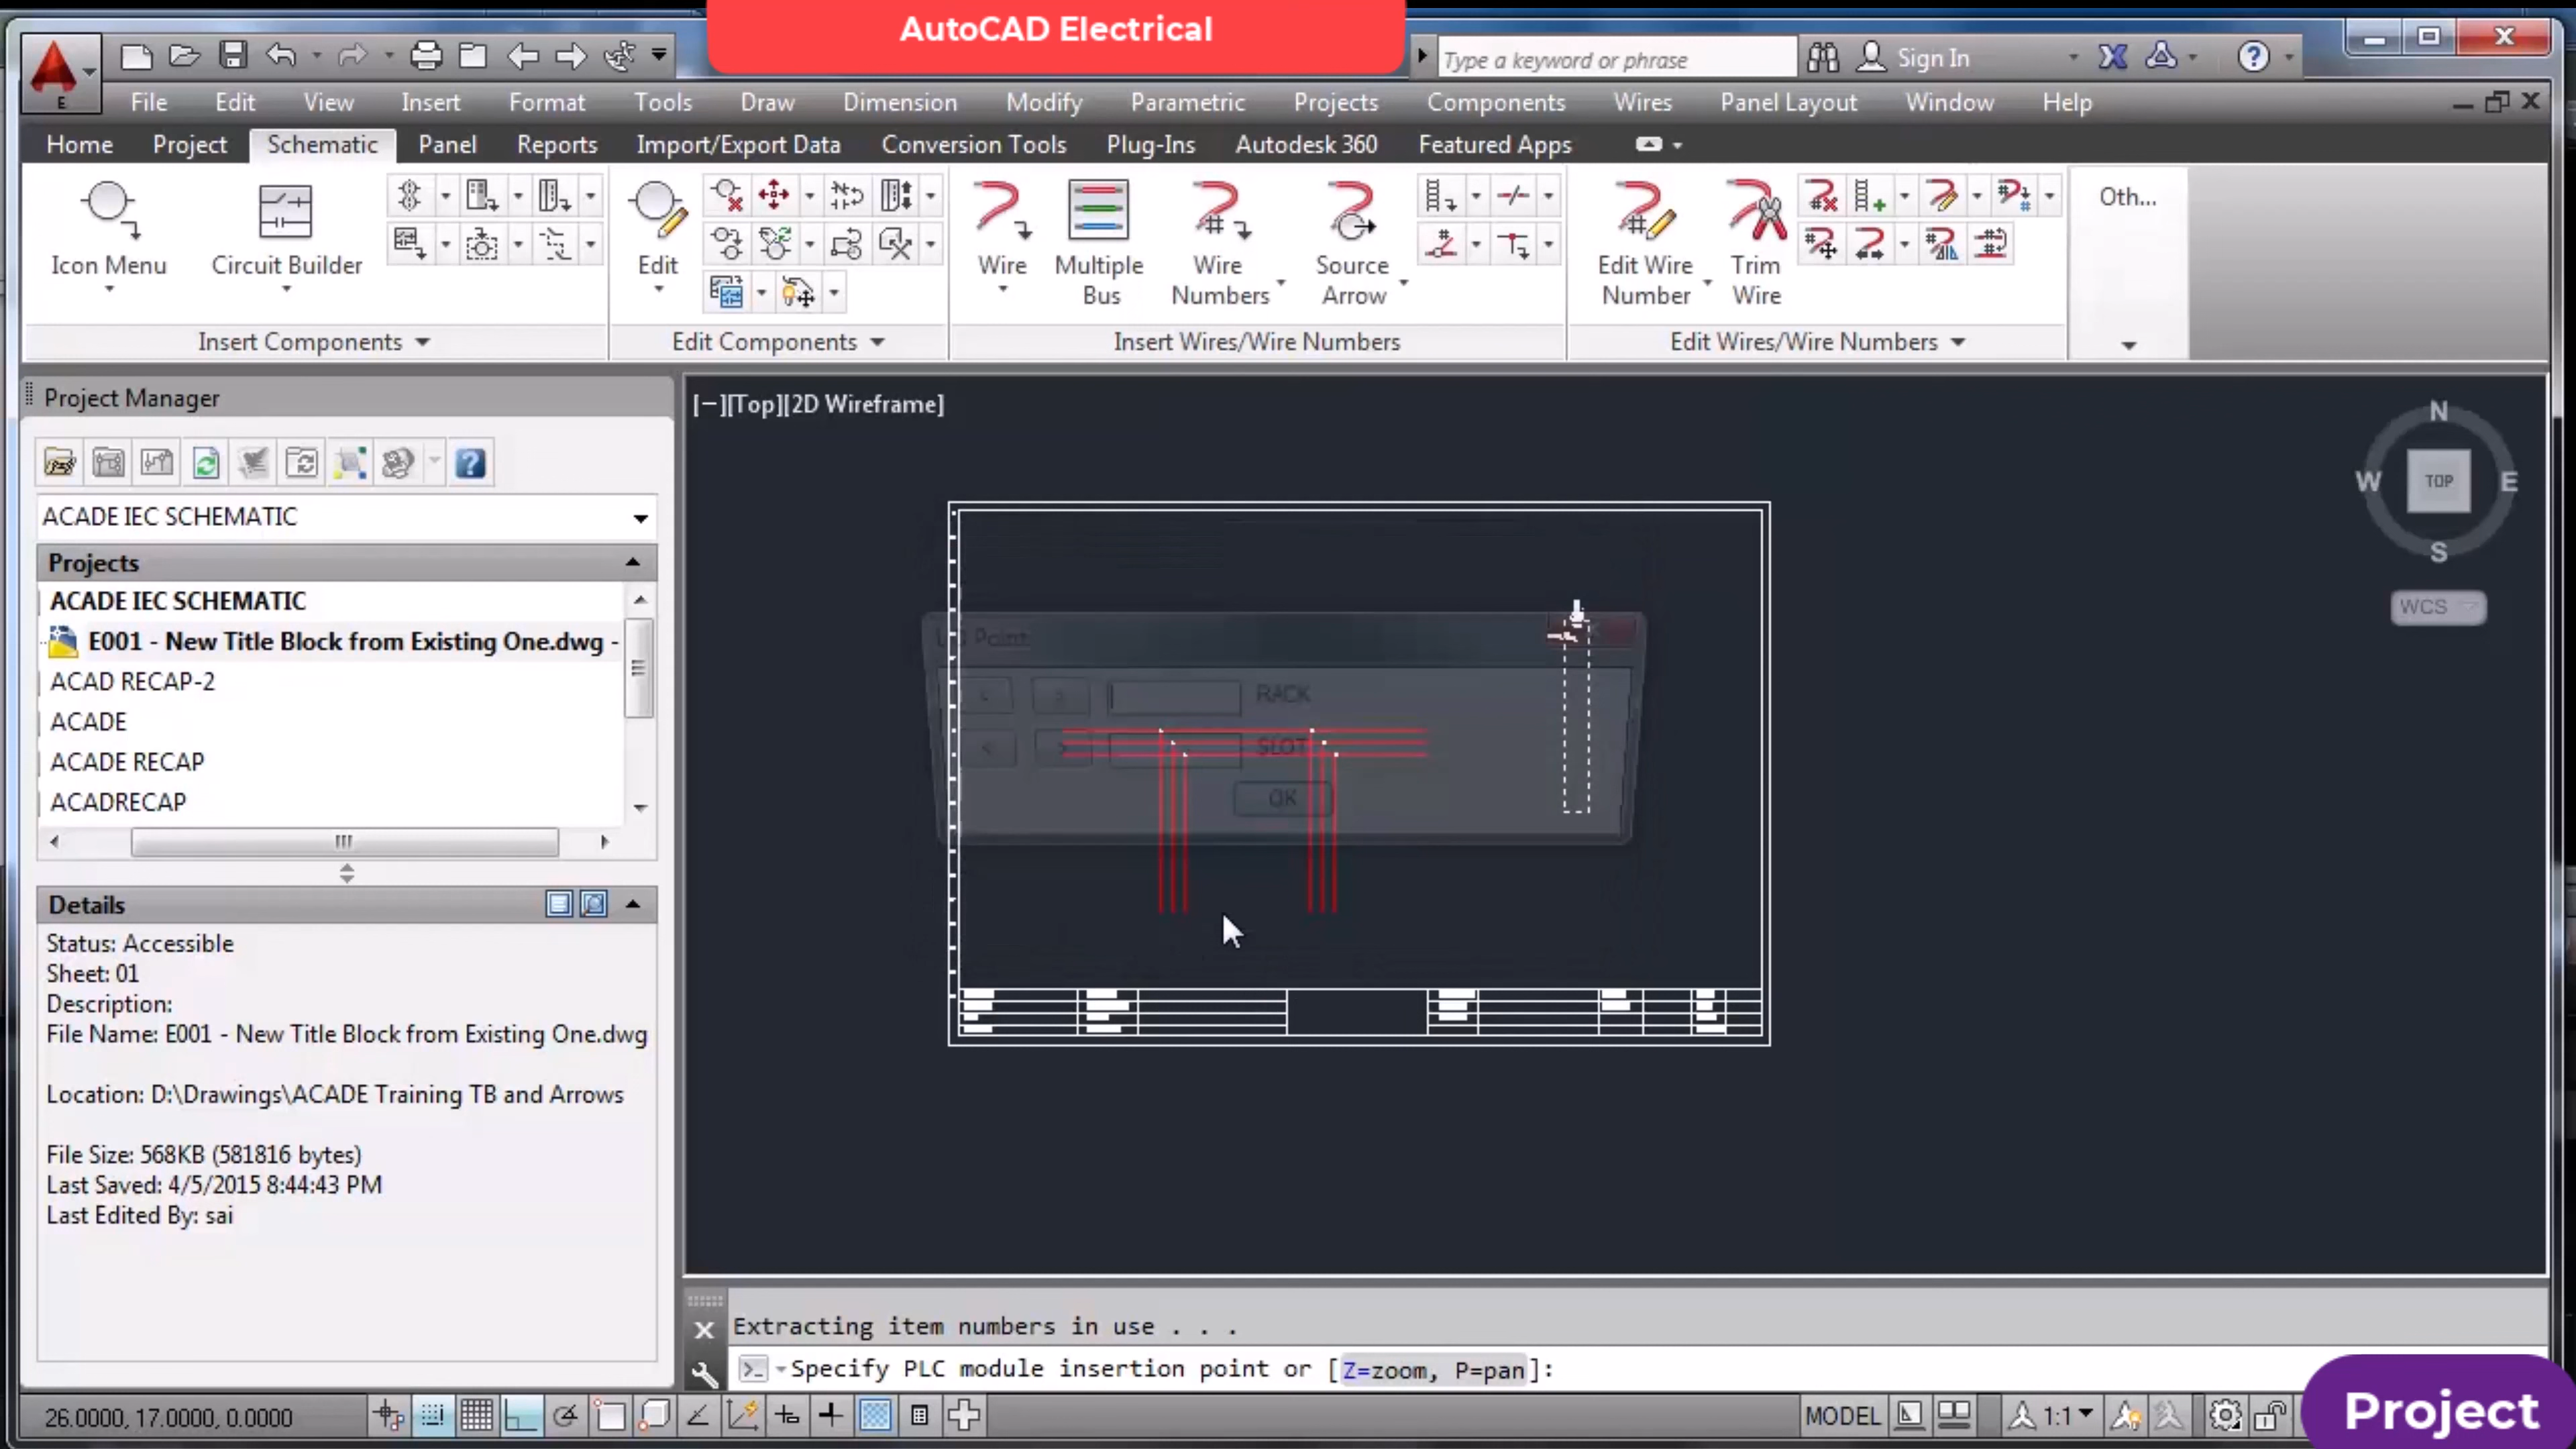 AutoCAD Electrical
Type a keyword or phrase
Sign In
E
File Edit View Insert Format Tools Draw Dimension Modify Parametric Projects Components Wires Panel Layout Window Help
Home Project Schematic Panel Reports Import/Export Data Conversion Tools Plug-Ins Autodesk 360 Featured Apps
Icon Menu
Circuit Builder
Edit
Wire
Multiple Bus
Wire Numbers
Source Arrow
Edit Wire Number
Trim Wire
Oth...
Insert Components
Edit Components
Insert Wires/Wire Numbers
Edit Wires/Wire Numbers
Project Manager
ACADE IEC SCHEMATIC
Projects
ACADE IEC SCHEMATIC
E001 - New Title Block from Existing One.dwg -
ACAD RECAP-2
ACADE
ACADE RECAP
ACADRECAP
Details
Status: Accessible
Sheet: 01
Description:
File Name: E001 - New Title Block from Existing One.dwg
Location: D:\Drawings\ACADE Training TB and Arrows
File Size: 568KB (581816 bytes)
Last Saved: 4/5/2015 8:44:43 PM
Last Edited By: sai
[−][Top][2D Wireframe]
N
W
TOP
E
S
WCS
Point
RACK
SLOT
OK
Extracting item numbers in use . . .
Specify PLC module insertion point or [Z=zoom, P=pan]:
26.0000, 17.0000, 0.0000
MODEL
1:1
Project